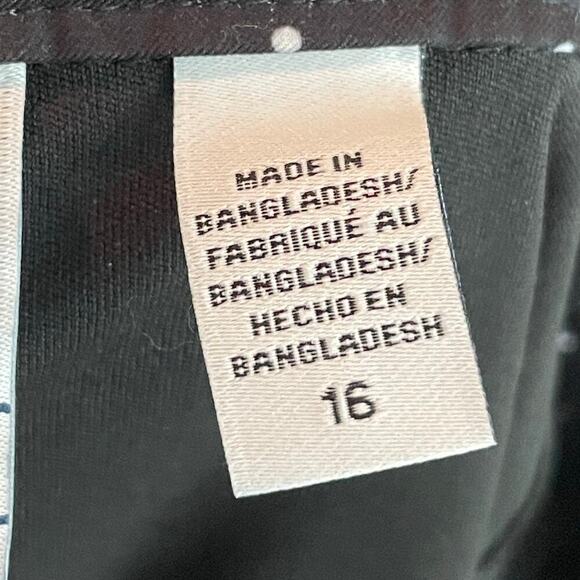 MADE IN
BANGLADESH/
FABRIQUÉ AU
BANGLADESH/
HECHO EN
BANGLADESH
16